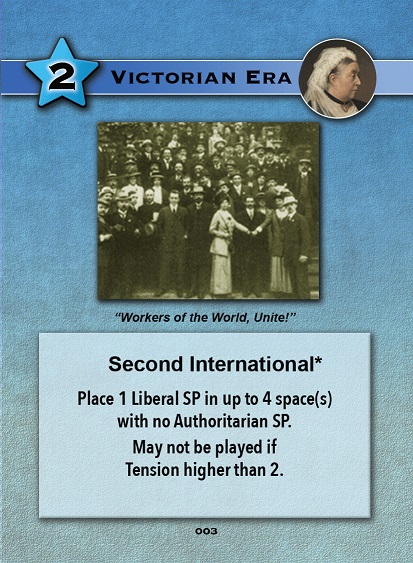 2
VICTORIAN ERA
“Workers of the World, Unite!”
Second International*
Place 1 Liberal SP in up to 4 space(s)
with no Authoritarian SP.
May not be played if
Tension higher than 2.
003